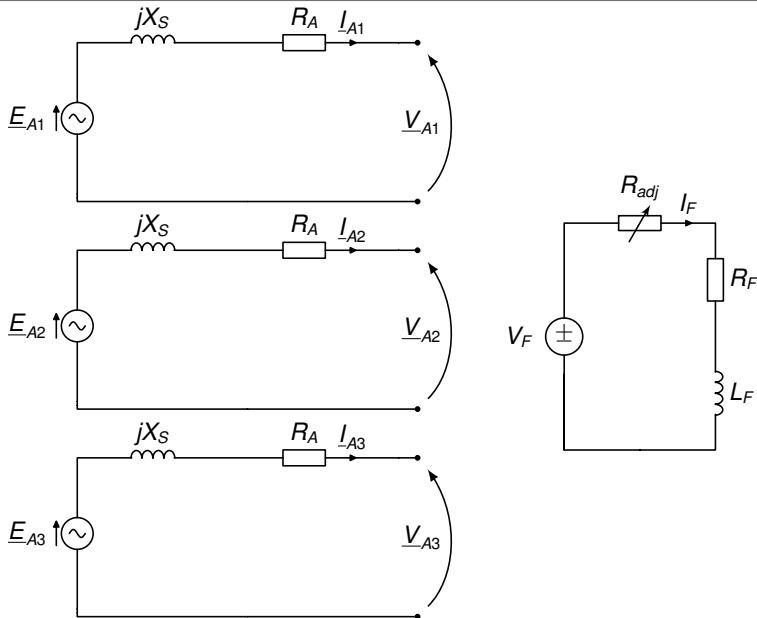 jX_S R_A I_A1
E_A1 V_A1
jX_S R_A I_A2
E_A2 V_A2
jX_S R_A I_A3
E_A3 V_A3
R_adj I_F
R_F
V_F ±
L_F